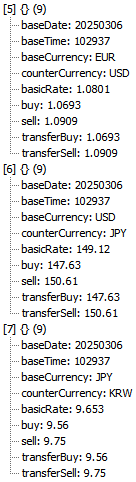 [5] {} (9)
baseDate: 20250306
baseTime: 102937
baseCurrency: EUR
counterCurrency: USD
basicRate: 1.0801
buy: 1.0693
sell: 1.0909
transferBuy: 1.0693
transferSell: 1.0909
[6] {} (9)
baseDate: 20250306
baseTime: 102937
baseCurrency: USD
counterCurrency: JPY
basicRate: 149.12
buy: 147.63
sell: 150.61
transferBuy: 147.63
transferSell: 150.61
[7] {} (9)
baseDate: 20250306
baseTime: 102937
baseCurrency: JPY
counterCurrency: KRW
basicRate: 9.653
buy: 9.56
sell: 9.75
transferBuy: 9.56
transferSell: 9.75